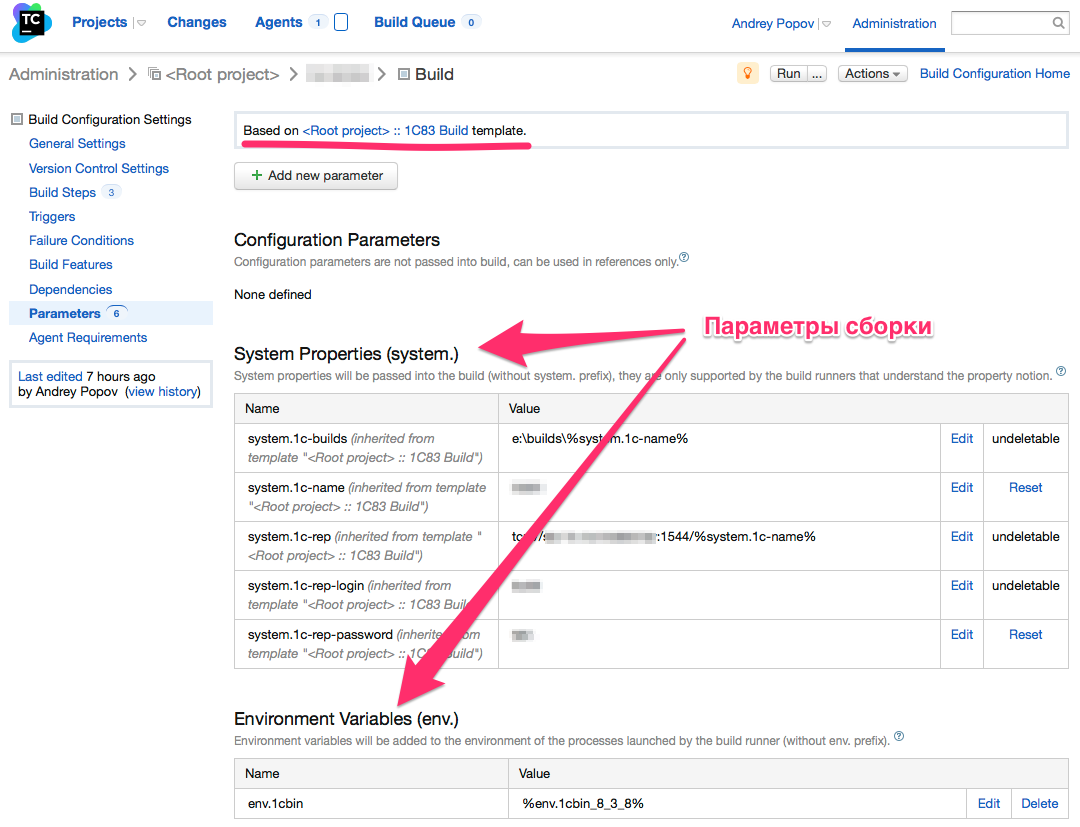 TC
Projects Changes Agents 1 Build Queue 0 Andrey Popov Administration
Administration <Root project> Build Run ... Actions Build Configuration Home
Build Configuration Settings
General Settings
Version Control Settings
Build Steps 3
Triggers
Failure Conditions
Build Features
Dependencies
Parameters 6
Agent Requirements
Last edited 7 hours ago
by Andrey Popov (view history)
Based on <Root project> :: 1C83 Build template.
+ Add new parameter
Configuration Parameters
Configuration parameters are not passed into build, can be used in references only. ?
None defined
Параметры сборки
System Properties (system.)
System properties will be passed into the build (without system. prefix), they are only supported by the build runners that understand the property notion. ?
Name Value
system.1c-builds (inherited from
template "<Root project> :: 1C83 Build")
e:\builds\%system.1c-name% Edit undeletable
system.1c-name (inherited from template
"<Root project> :: 1C83 Build")
Edit Reset
system.1c-rep (inherited from template "
<Root project> :: 1C83 Build")
:1544/%system.1c-name% Edit undeletable
system.1c-rep-login (inherited from
template "<Root project> :: 1C83 Build")
Edit undeletable
system.1c-rep-password (inherited from
template "<Root project> :: 1C83 Build")
Edit Reset
Environment Variables (env.)
Environment variables will be added to the environment of the processes launched by the build runner (without env. prefix). ?
Name Value
env.1cbin %env.1cbin_8_3_8% Edit Delete